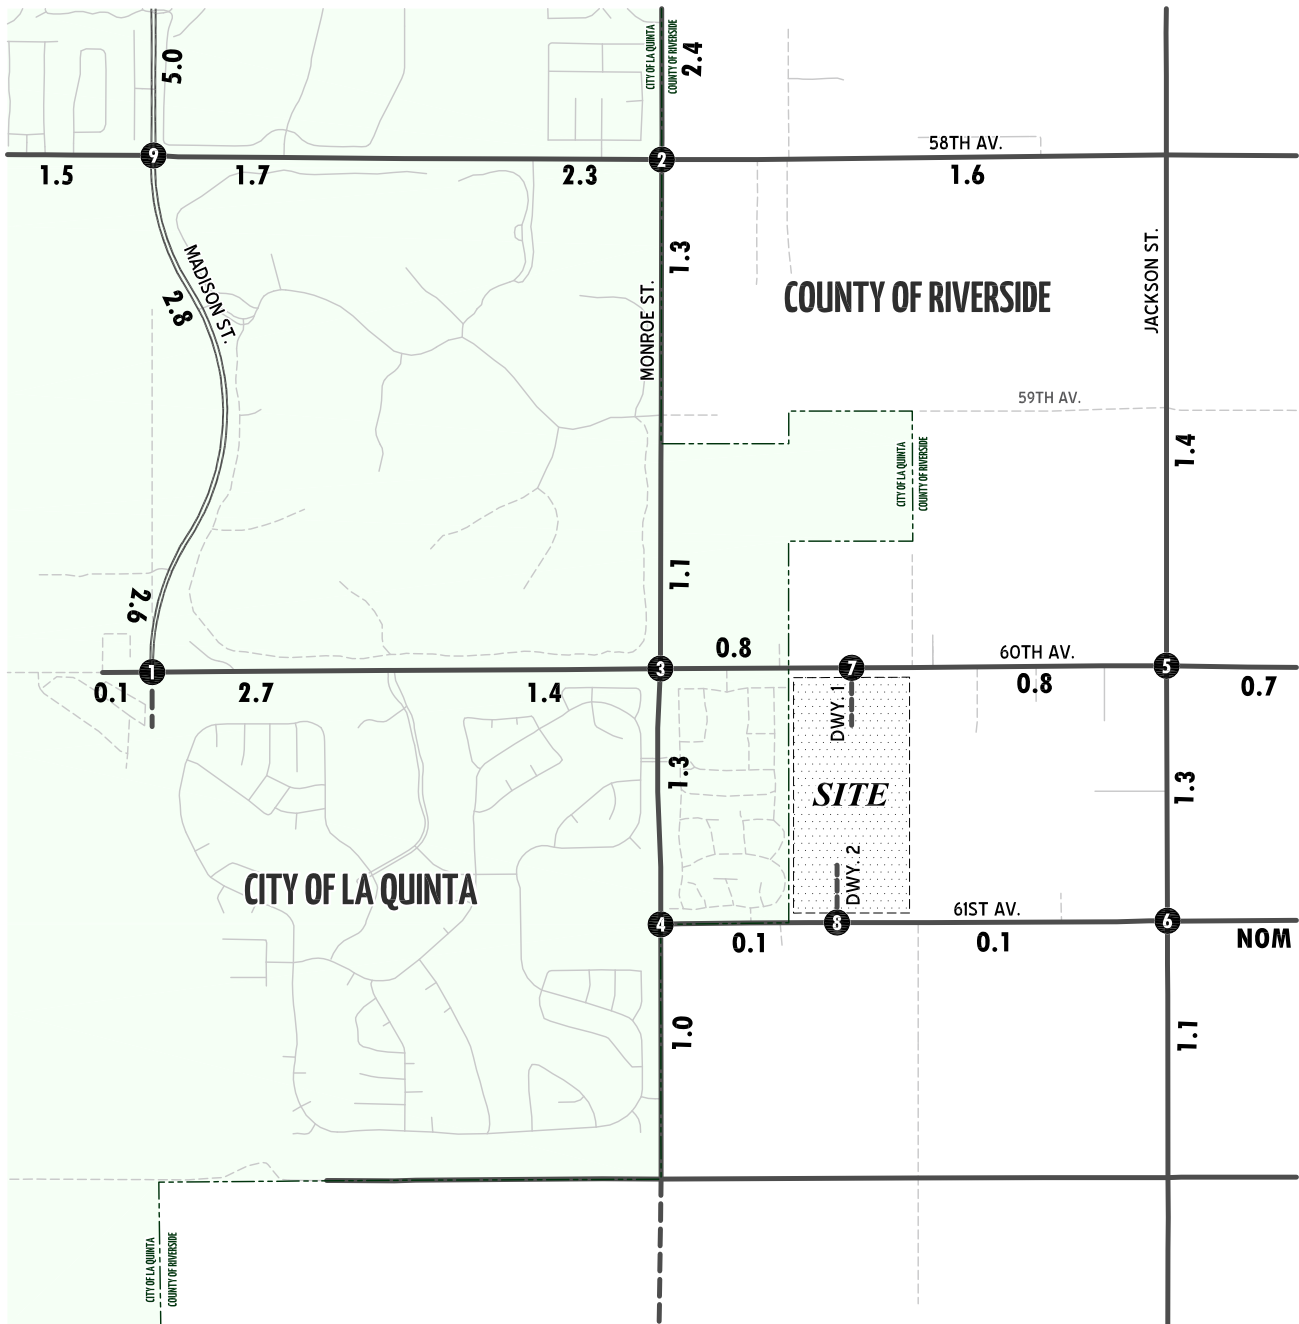 5.0
CITY OF LA QUINTA
COUNTY OF RIVERSIDE
2.4
58TH AV.
9
2
1.5
1.7
2.3
1.6
MADISON ST.
2.8
1.3
MONROE ST.
COUNTY OF RIVERSIDE
JACKSON ST.
59TH AV.
CITY OF LA QUINTA
COUNTY OF RIVERSIDE
1.4
2.6
1.1
0.8
60TH AV.
1
3
7
5
0.1
2.7
1.4
0.8
0.7
DWY. 1
1.3
SITE
1.3
DWY. 2
CITY OF LA QUINTA
61ST AV.
4
8
6
0.1
0.1
NOM
1.0
1.1
CITY OF LA QUINTA
COUNTY OF RIVERSIDE